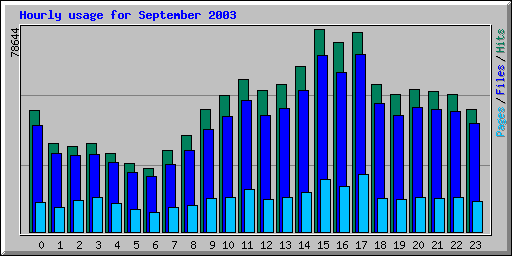 Hourly usage for September 2003
78644
Pages / Files / Hits
0 1 2 3 4 5 6 7 8 9 10 11 12 13 14 15 16 17 18 19 20 21 22 23